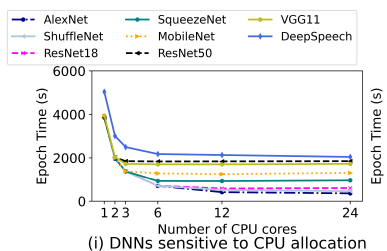 AlexNet SqueezeNet VGG11
ShuffleNet MobileNet DeepSpeech
ResNet18 ResNet50
Epoch Time (s)
6000
4000
2000
0
1 2 3 6 12 24
Number of CPU cores
Epoch Time (s)
(i) DNNs sensitive to CPU allocation